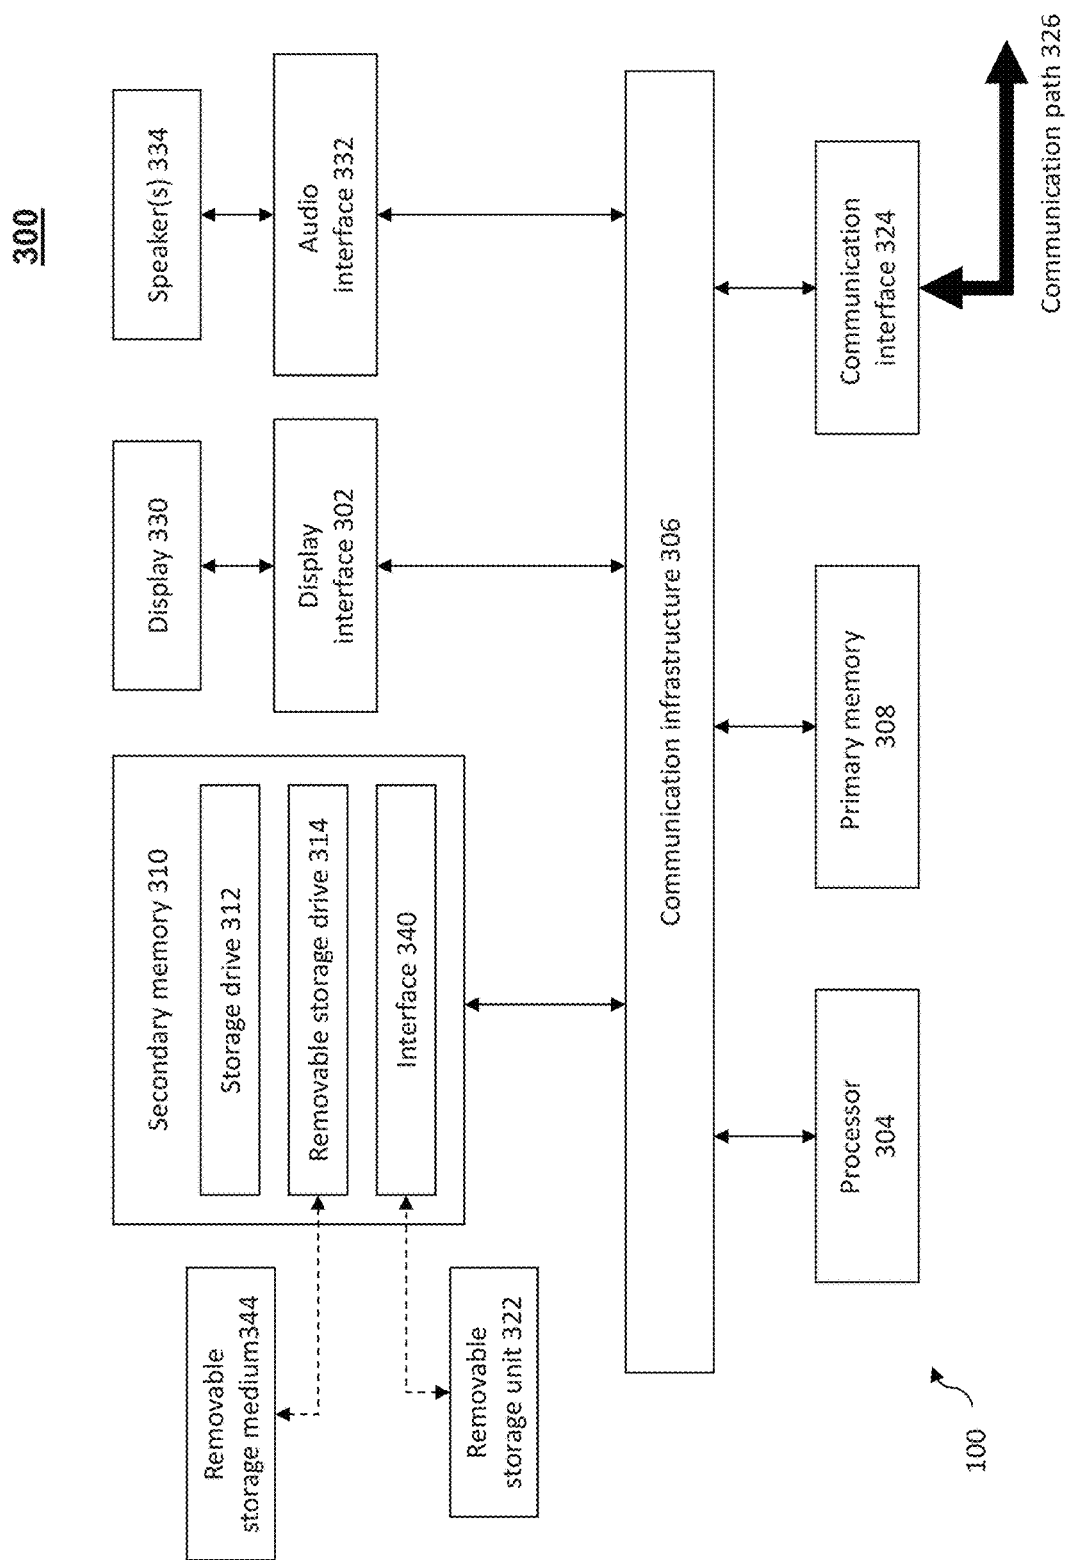 300
Removable
storage medium344
Secondary memory 310
Storage drive 312
Removable storage drive 314
Interface 340
Removable
storage unit 322
Display 330
Display
interface 302
Speaker(s) 334
Audio
interface 332
Communication infrastructure 306
Processor
304
Primary memory
308
Communication
interface 324
Communication path 326
100